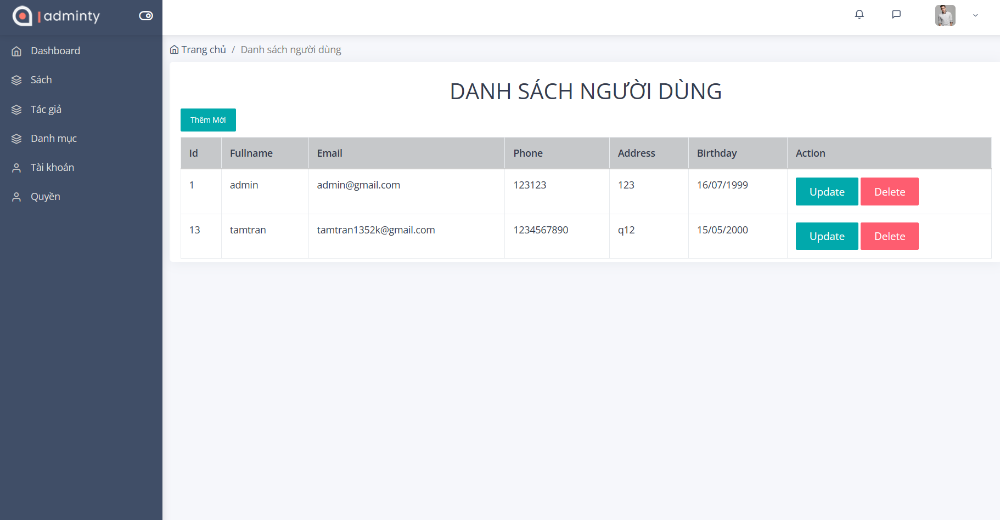 adminty
Dashboard
Sách
Tác giả
Danh mục
Tài khoản
Quyền
Trang chủ / Danh sách người dùng
DANH SÁCH NGƯỜI DÙNG
Thêm Mới
Id Fullname Email Phone Address Birthday Action
1 admin admin@gmail.com 123123 123 16/07/1999 Update Delete
13 tamtran tamtran1352k@gmail.com 1234567890 q12 15/05/2000 Update Delete